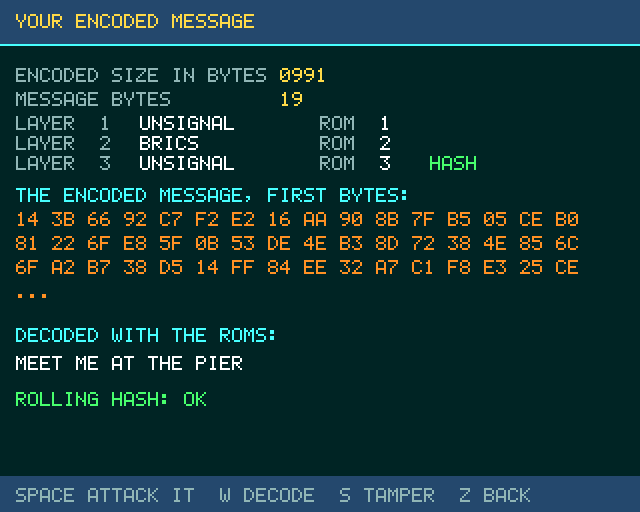 YOUR ENCODED MESSAGE
ENCODED SIZE IN BYTES 0991
MESSAGE BYTES 19
LAYER 1 UNSIGNAL ROM 1
LAYER 2 BRICS ROM 2
LAYER 3 UNSIGNAL ROM 3 HASH
THE ENCODED MESSAGE, FIRST BYTES:
14 3B 66 92 C7 F2 E2 16 AA 90 8B 7F B5 05 CE B0
81 22 6F E8 5F 0B 53 DE 4E B3 8D 72 38 4E 85 6C
6F A2 B7 38 D5 14 FF 84 EE 32 A7 C1 F8 E3 25 CE
...
DECODED WITH THE ROMS:
MEET ME AT THE PIER
ROLLING HASH: OK
SPACE ATTACK IT W DECODE S TAMPER Z BACK